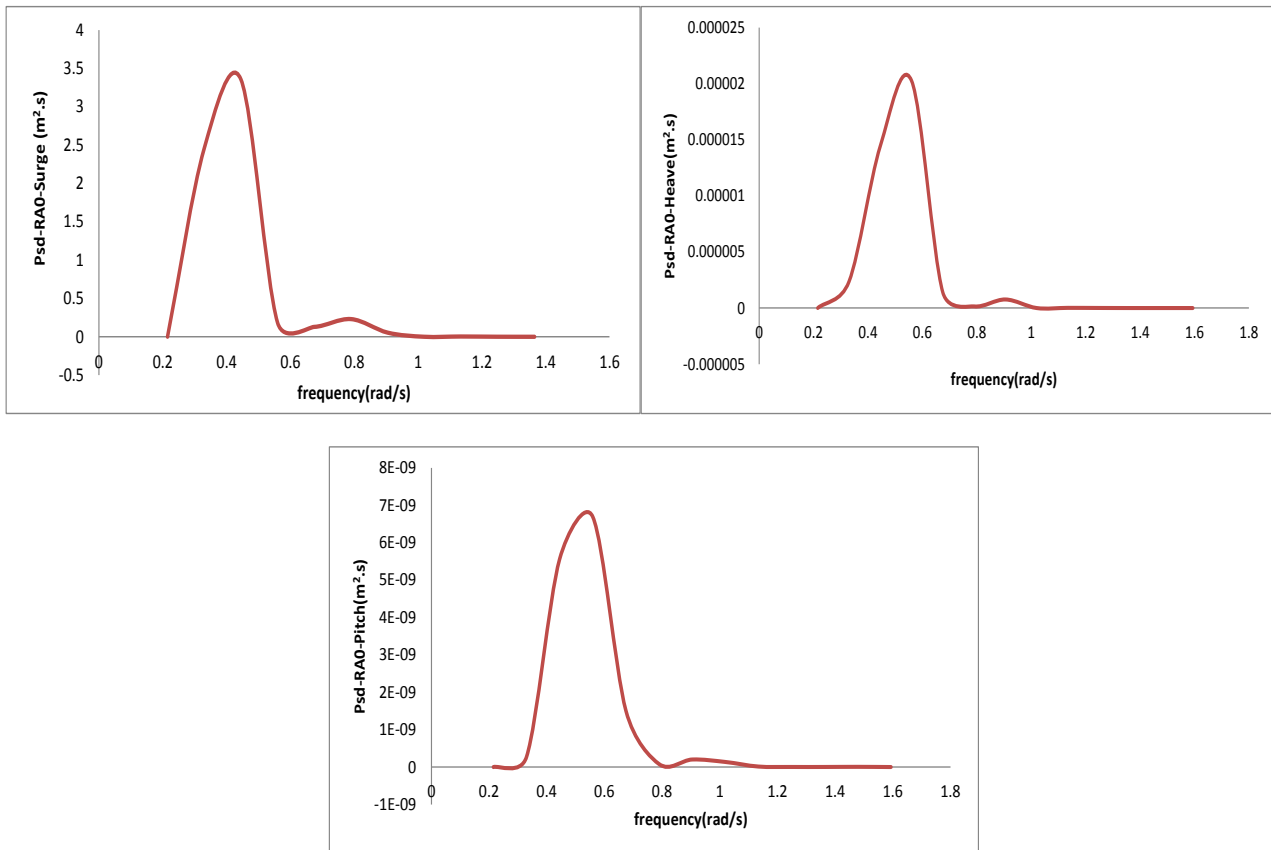 Psd-RA0-Surge (m².s)
4
3.5
3
2.5
2
1.5
1
0.5
0
-0.5
0 0.2 0.4 0.6 0.8 1 1.2 1.4 1.6
frequency(rad/s)
Psd-RA0-Heave(m².s)
0.000025
0.00002
0.000015
0.00001
0.000005
0
-0.000005
0 0.2 0.4 0.6 0.8 1 1.2 1.4 1.6 1.8
frequency(rad/s)
Psd-RA0-Pitch(m².s)
8E-09
7E-09
6E-09
5E-09
4E-09
3E-09
2E-09
1E-09
0
-1E-09
0 0.2 0.4 0.6 0.8 1 1.2 1.4 1.6 1.8
frequency(rad/s)